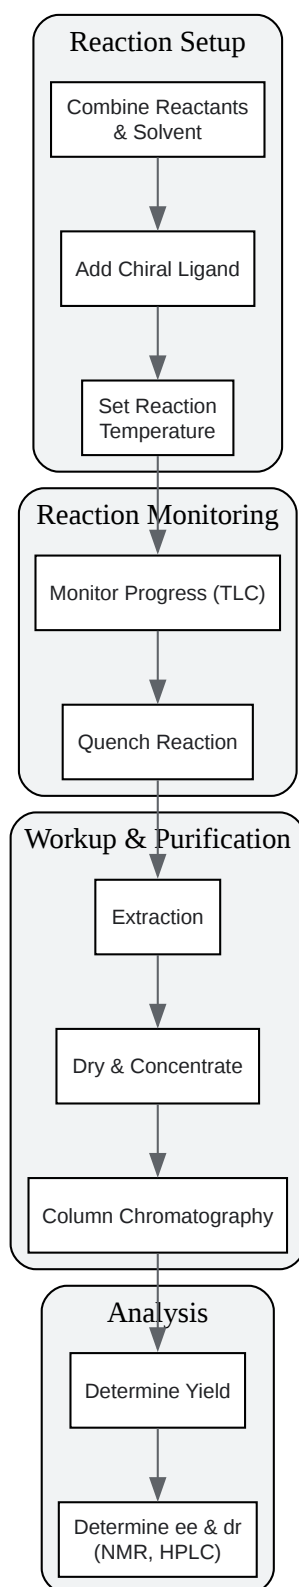 Reaction Setup
Combine Reactants
& Solvent
Add Chiral Ligand
Set Reaction
Temperature
Reaction Monitoring
Monitor Progress (TLC)
Quench Reaction
Workup & Purification
Extraction
Dry & Concentrate
Column Chromatography
Analysis
Determine Yield
Determine ee & dr
(NMR, HPLC)